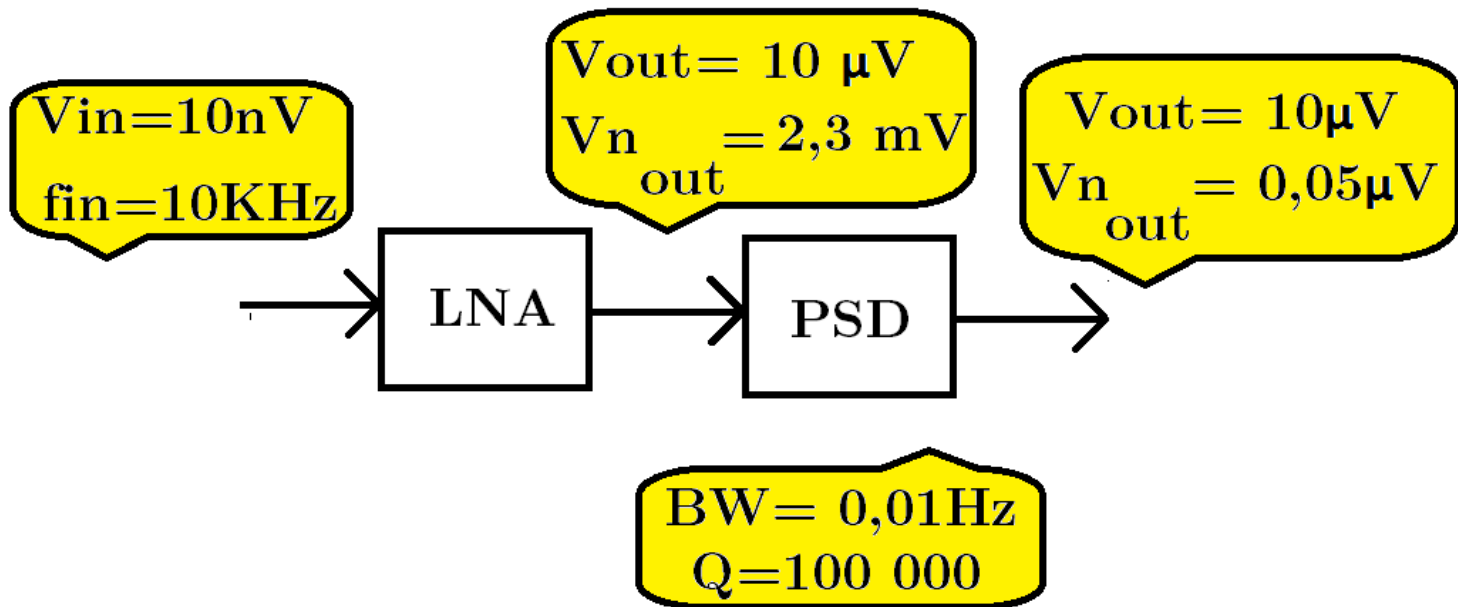 Vin=10nV
fin=10KHz
Vout= 10 μV
Vn out = 2,3 mV
Vout= 10μV
Vn out = 0,05μV
LNA
PSD
BW= 0,01Hz
Q=100 000